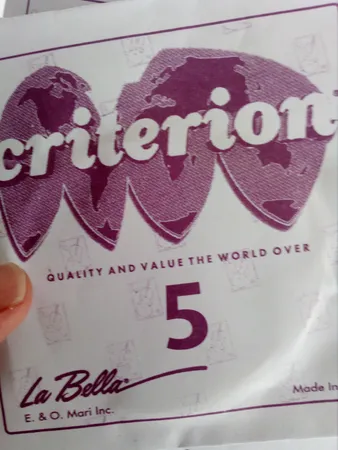 criterion
QUALITY AND VALUE THE WORLD OVER
5
La Bella
E. & O. Mari Inc.
Made In